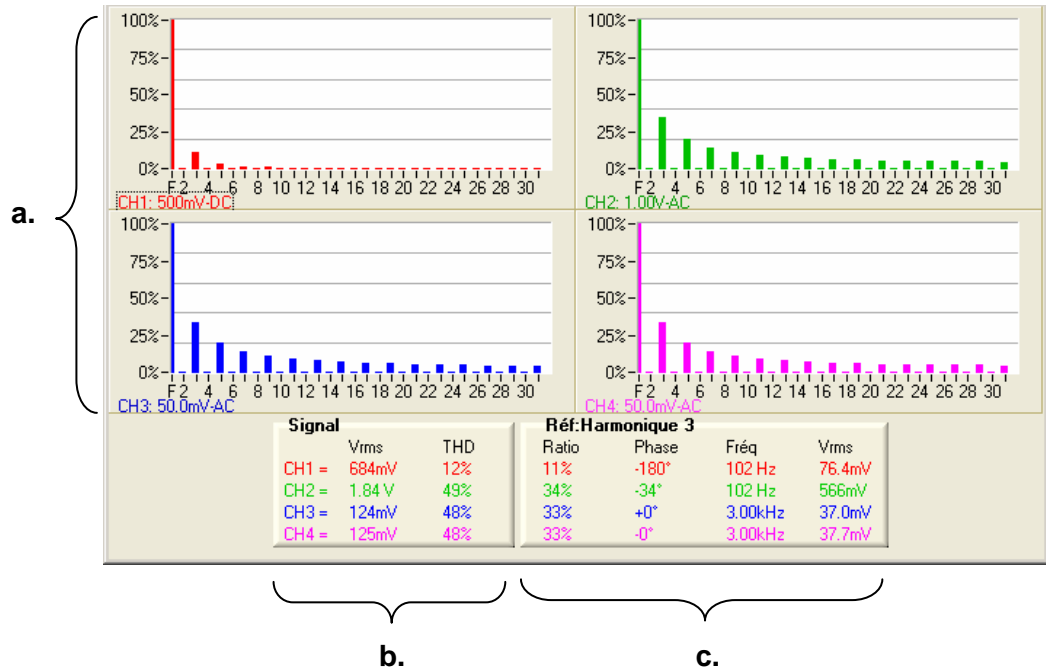 100%
75%
50%
25%
0%
F 2 4 6 8 10 12 14 16 18 20 22 24 26 28 30
CH1: 500mV-DC
100%
75%
50%
25%
0%
F 2 4 6 8 10 12 14 16 18 20 22 24 26 28 30
CH2: 1.00V-AC
a.
100%
75%
50%
25%
0%
F 2 4 6 8 10 12 14 16 18 20 22 24 26 28 30
CH3: 50.0mV-AC
100%
75%
50%
25%
0%
F 2 4 6 8 10 12 14 16 18 20 22 24 26 28 30
CH4: 50.0mV-AC
Signal
Vrms THD
CH1 = 684mV 12%
CH2 = 1.84 V 49%
CH3 = 124mV 48%
CH4 = 125mV 48%
Réf:Harmonique 3
Ratio Phase Fréq Vrms
11% -180° 102 Hz 76.4mV
34% -34° 102 Hz 566mV
33% +0° 3.00kHz 37.0mV
33% -0° 3.00kHz 37.7mV
b.
c.